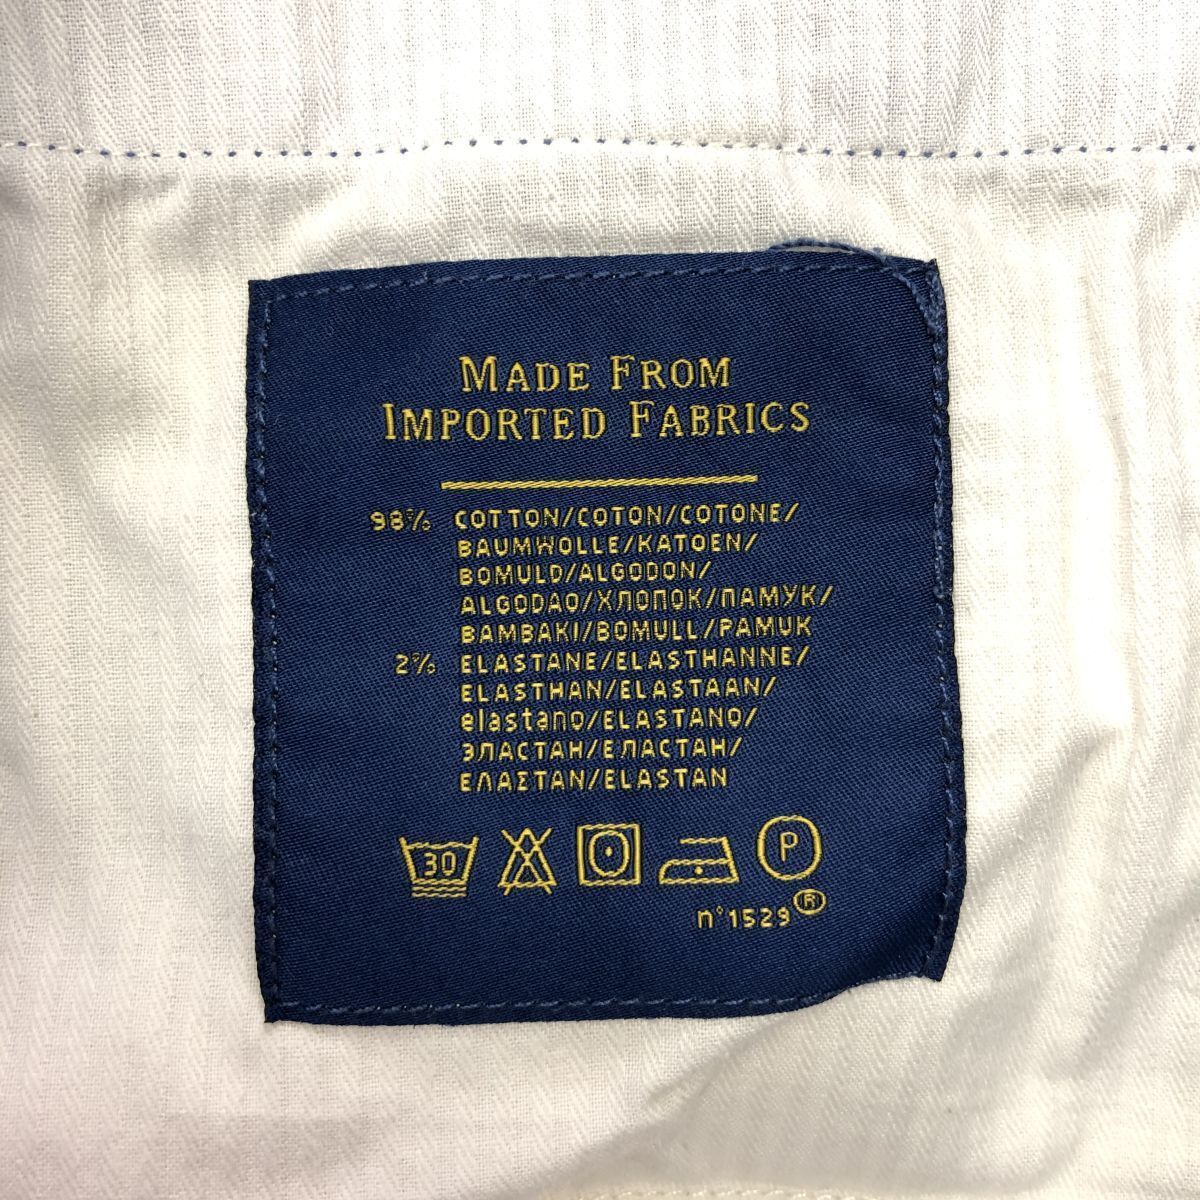 MADE FROM
IMPORTED FABRICS
98% COTTON/COTON/COTONE/
BAUMWOLLE/KATOEN/
BOMULD/ALGODON/
ALGODAO/ХЛОПОК/ПАМУК/
BAMBAKI/BOMULL/PAMUK
2% ELASTANE/ELASTHANNE/
ELASTHAN/ELASTAAN/
elastano/ELASTANO/
ЭЛАСТАН/ЕЛАСТАН/
ΕΛΑΣΤΑΝ/ELASTAN
30 P
n°1529®